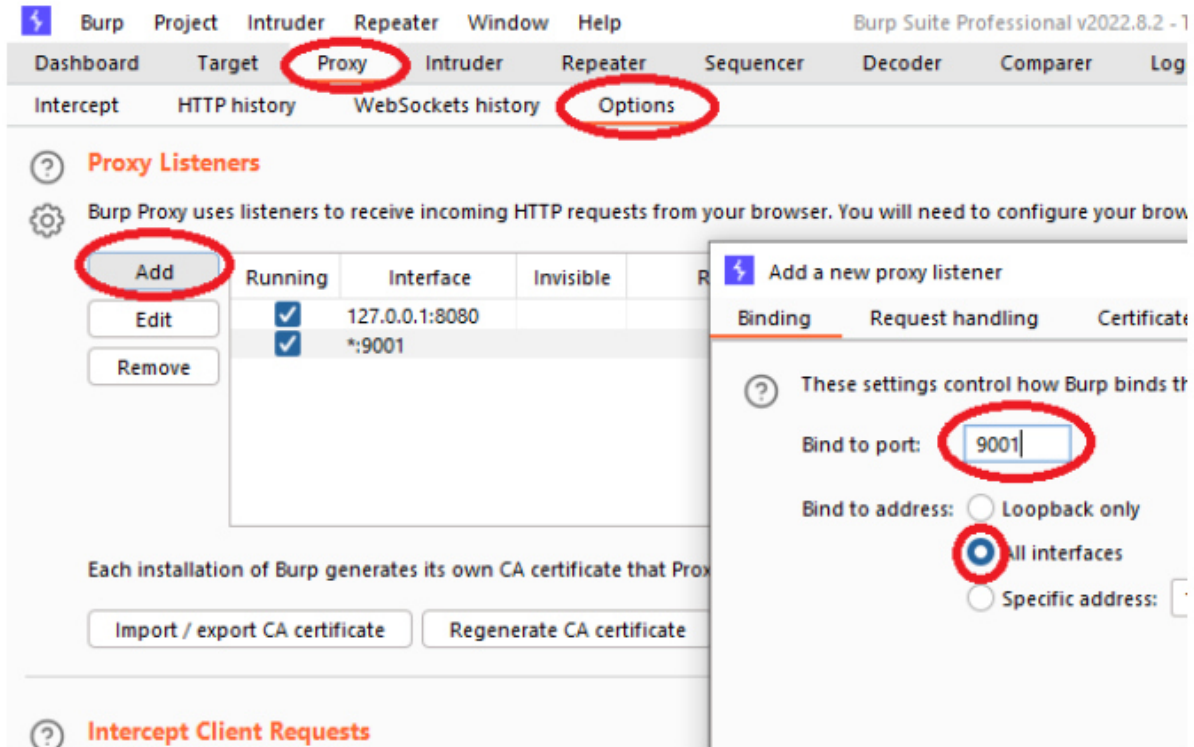 Burp Project Intruder Repeater Window Help Burp Suite Professional v2022.8.2 -
Dashboard Target Proxy Intruder Repeater Sequencer Decoder Comparer Log
Intercept HTTP history WebSockets history Options
? Proxy Listeners
Burp Proxy uses listeners to receive incoming HTTP requests from your browser. You will need to configure your brow
Add Running Interface Invisible R
Edit 127.0.0.1:8080
*:9001
Remove
Each installation of Burp generates its own CA certificate that Prox
Import / export CA certificate Regenerate CA certificate
? Intercept Client Requests
Add a new proxy listener
Binding Request handling Certificate
? These settings control how Burp binds th
Bind to port: 9001
Bind to address: Loopback only
All interfaces
Specific address: